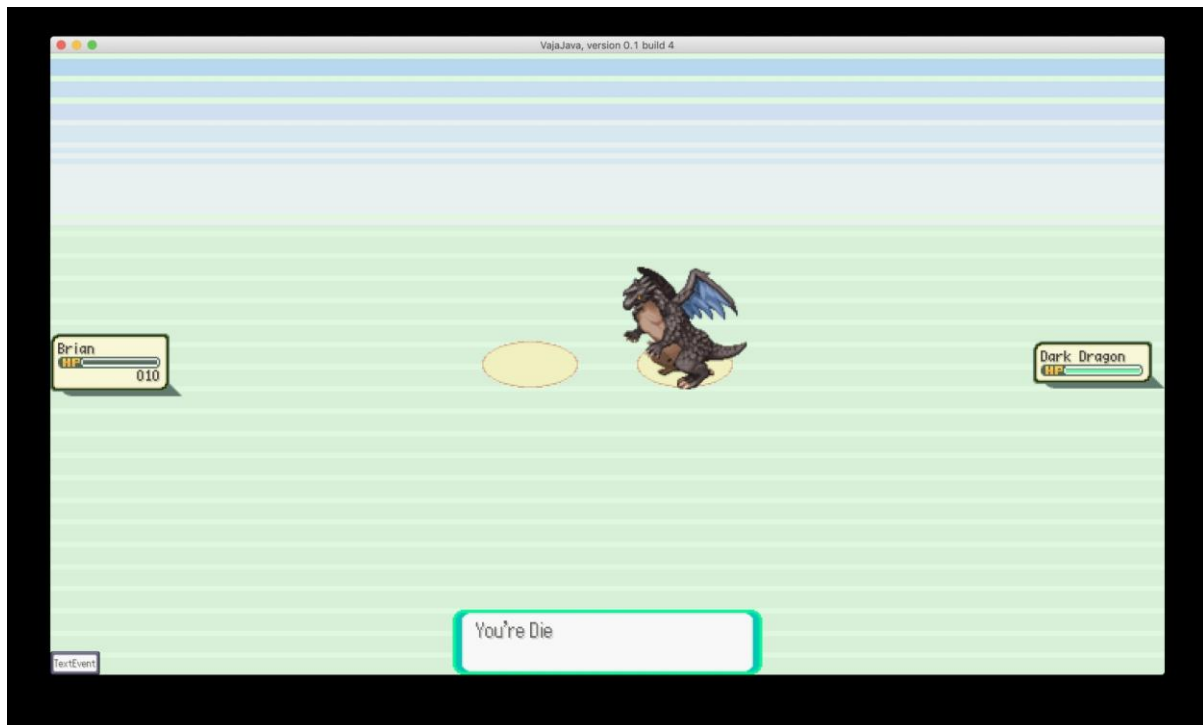 VajaJava, version 0.1 build 4
Brian
HP
010
Dark Dragon
HP
You're Die
TextEvent